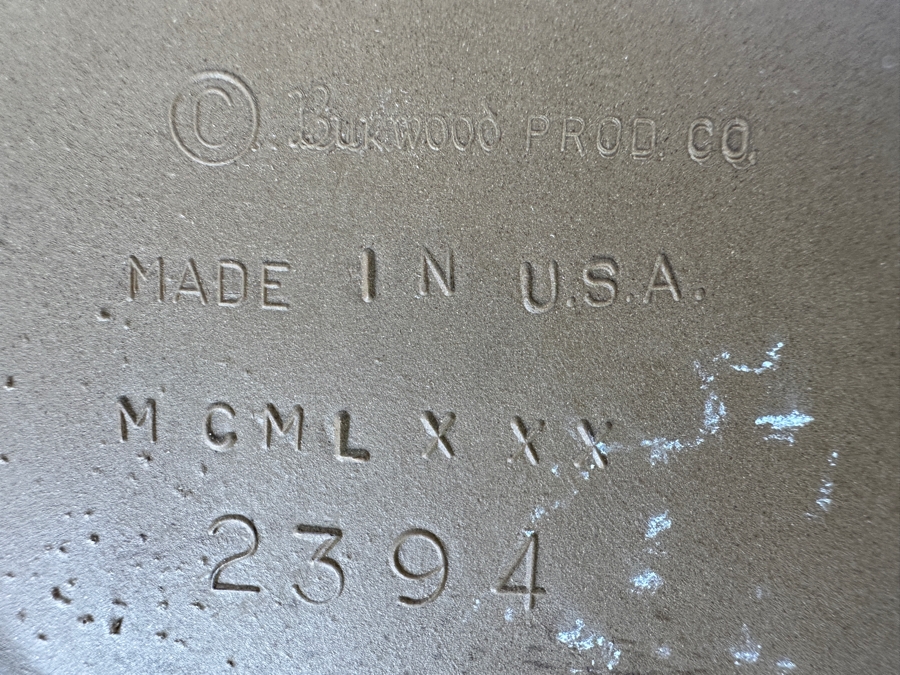 © Burwood PROD. CO.
MADE IN U.S.A.
MCMLXXX
2394